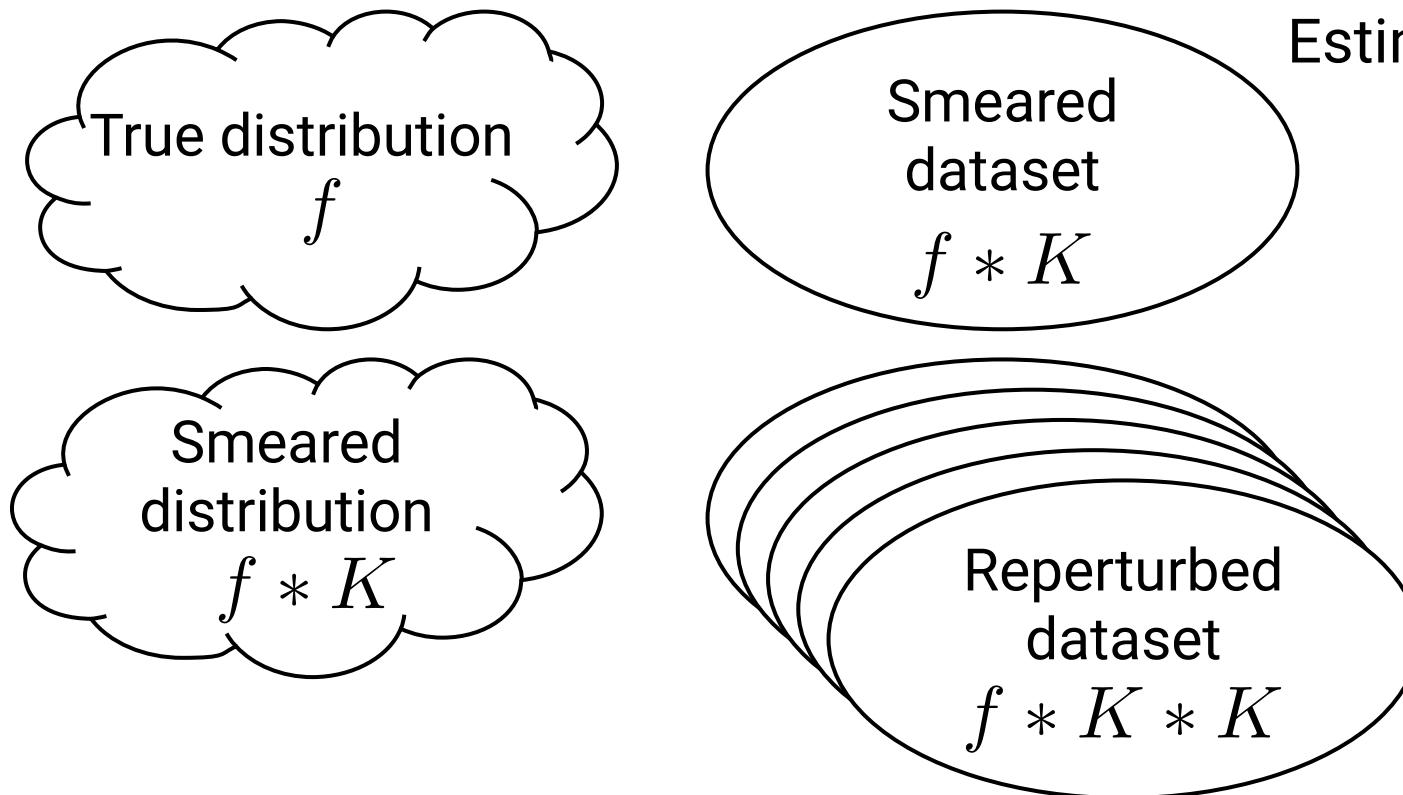 True distribution
f
Smeared
dataset
f * K
Smeared
distribution
f * K
Reperturbed
dataset
f * K * K